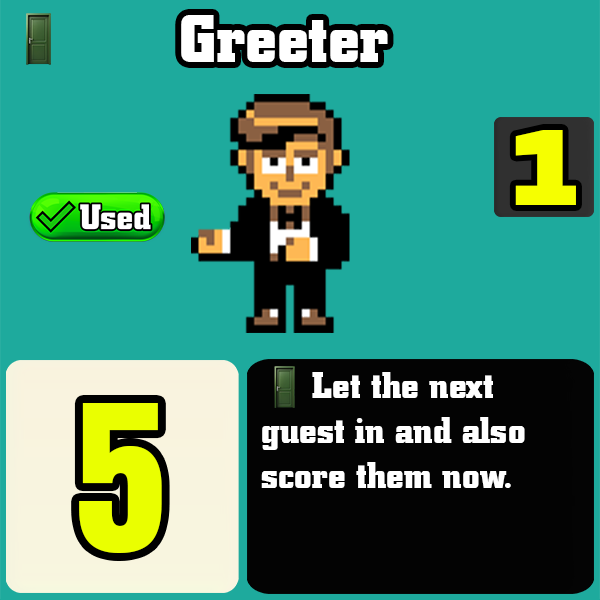 Greeter
1
Used
5
Let the next
guest in and also
score them now.